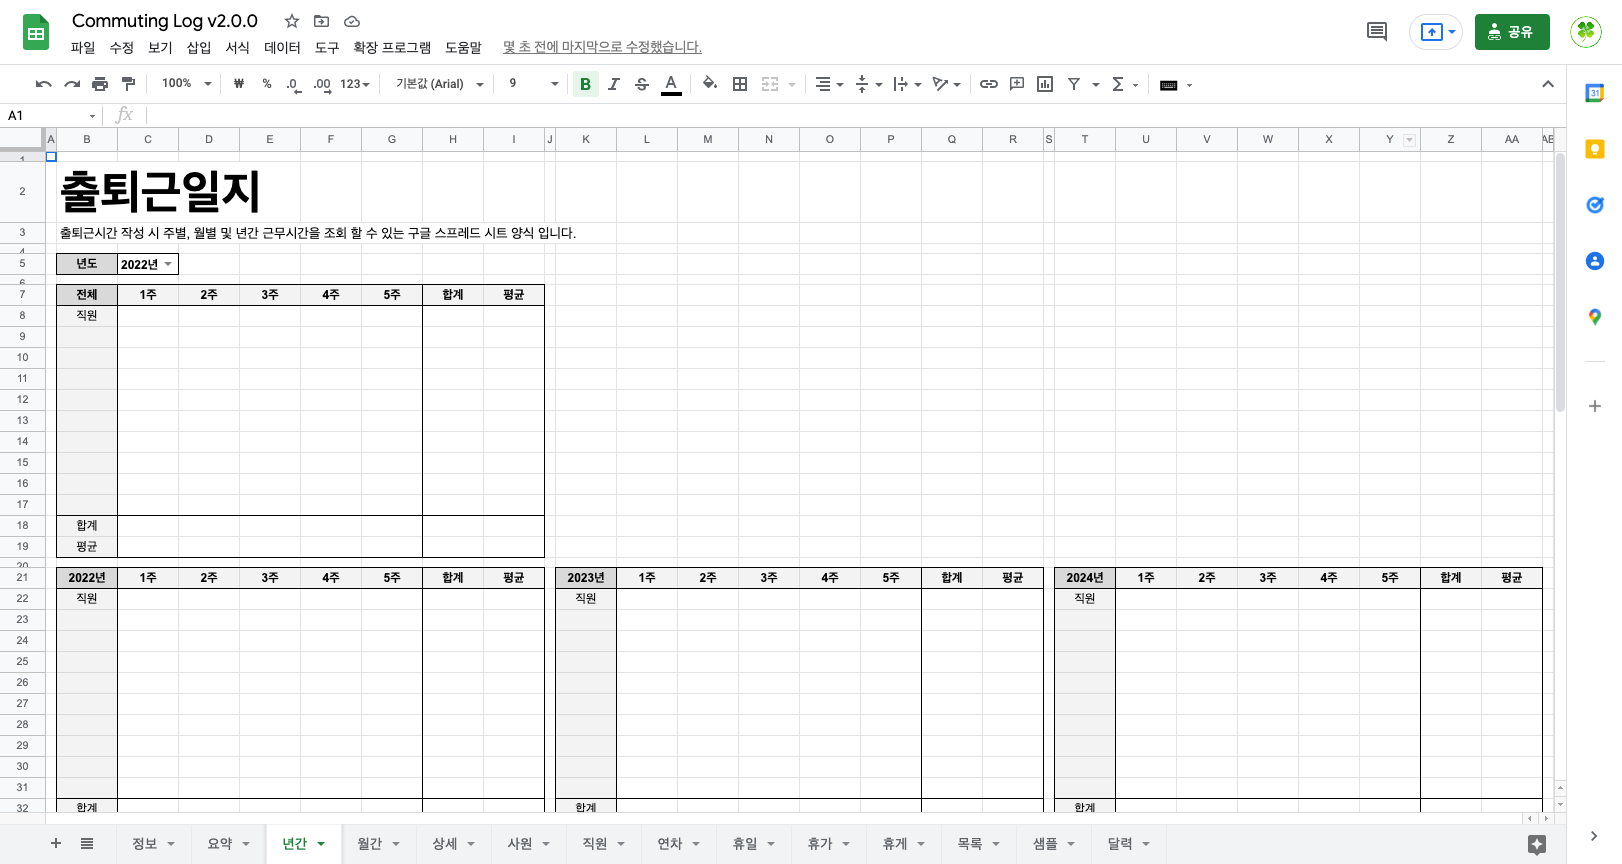 Commuting Log v2.0.0
파일 수정 보기 삽입 서식 데이터 도구 확장 프로그램 도움말 몇 초 전에 마지막으로 수정했습니다.
공유
100% ₩ % .0 .00 123 기본값 (Arial) 9 B I S A
31
A1 fx
A B C D E F G H I J K L M N O P Q R S T U V W X Y Z AA AB
1
2 출퇴근일지
3 출퇴근시간 작성 시 주별, 월별 및 년간 근무시간을 조회 할 수 있는 구글 스프레드 시트 양식 입니다.
4
5 년도 2022년
6
7 전체 1주 2주 3주 4주 5주 합계 평균
8 직원
9
10
11
12
13
14
15
16
17
18 합계
19 평균
20
21 2022년 1주 2주 3주 4주 5주 합계 평균 2023년 1주 2주 3주 4주 5주 합계 평균 2024년 1주 2주 3주 4주 5주 합계 평균
22 직원 직원 직원
23
24
25
26
27
28
29
30
31
32 합계 합계 합계
정보 요약 년간 월간 상세 사원 직원 연차 휴일 휴가 휴게 목록 샘플 달력